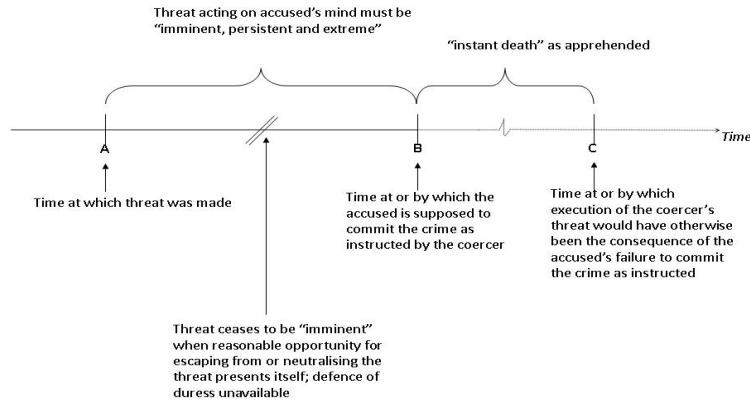 Threat acting on accused's mind must be
“imminent, persistent and extreme”
“instant death” as apprehended
Time
A
B
C
Time at which threat was made
Time at or by which the
accused is supposed to
commit the crime as
instructed by the coercer
Time at or by which
execution of the coercer's
threat would have otherwise
been the consequence of the
accused's failure to commit
the crime as instructed
Threat ceases to be “imminent”
when reasonable opportunity for
escaping from or neutralising the
threat presents itself; defence of
duress unavailable